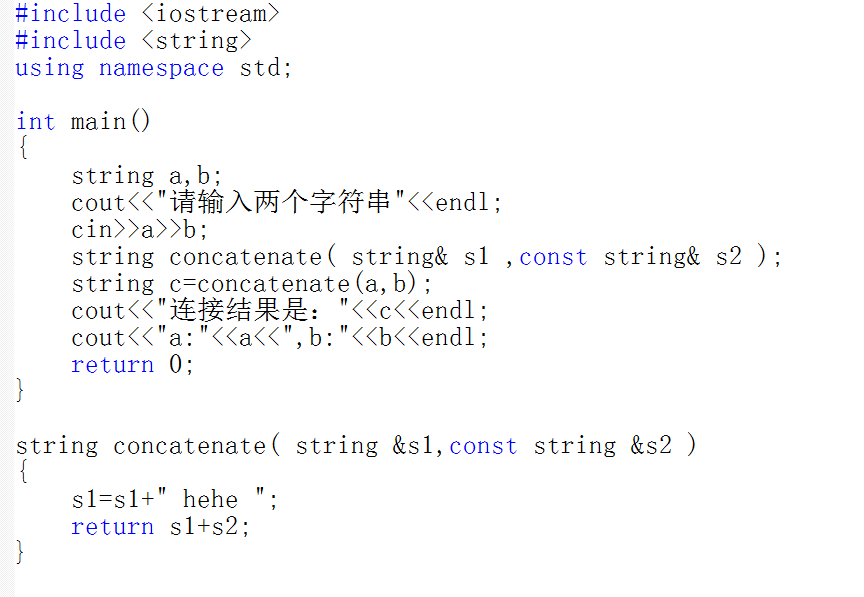 #include <iostream>
#include <string>
using namespace std;
int main()
{
string a,b;
cout<<"请输入两个字符串"<<endl;
cin>>a>>b;
string concatenate( string& s1 ,const string& s2 );
string c=concatenate(a,b);
cout<<"连接结果是："<<c<<endl;
cout<<"a:"<<a<<",b:"<<b<<endl;
return 0;
}
string concatenate( string &s1,const string &s2 )
{
s1=s1+" hehe ";
return s1+s2;
}